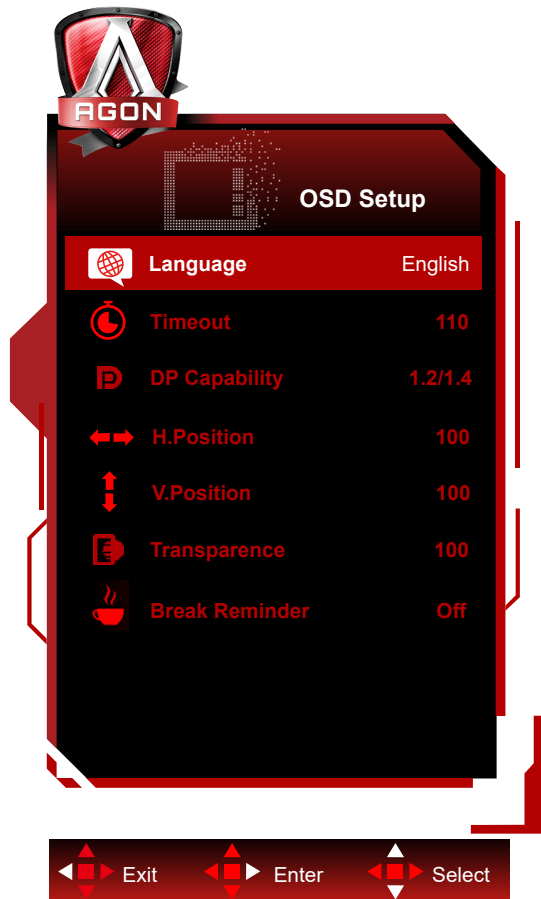 AGON
OSD Setup
Language English
Timeout 110
DP Capability 1.2/1.4
H.Position 100
V.Position 100
Transparence 100
Break Reminder Off
Exit Enter Select